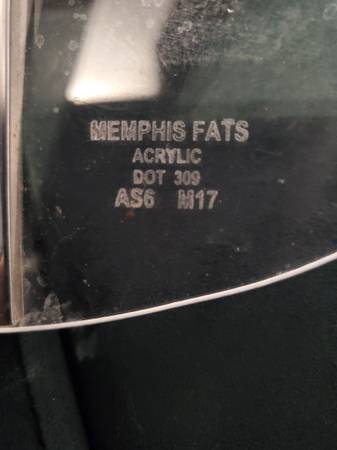 MEMPHIS FATS
ACRYLIC
DOT 309
AS6 M17